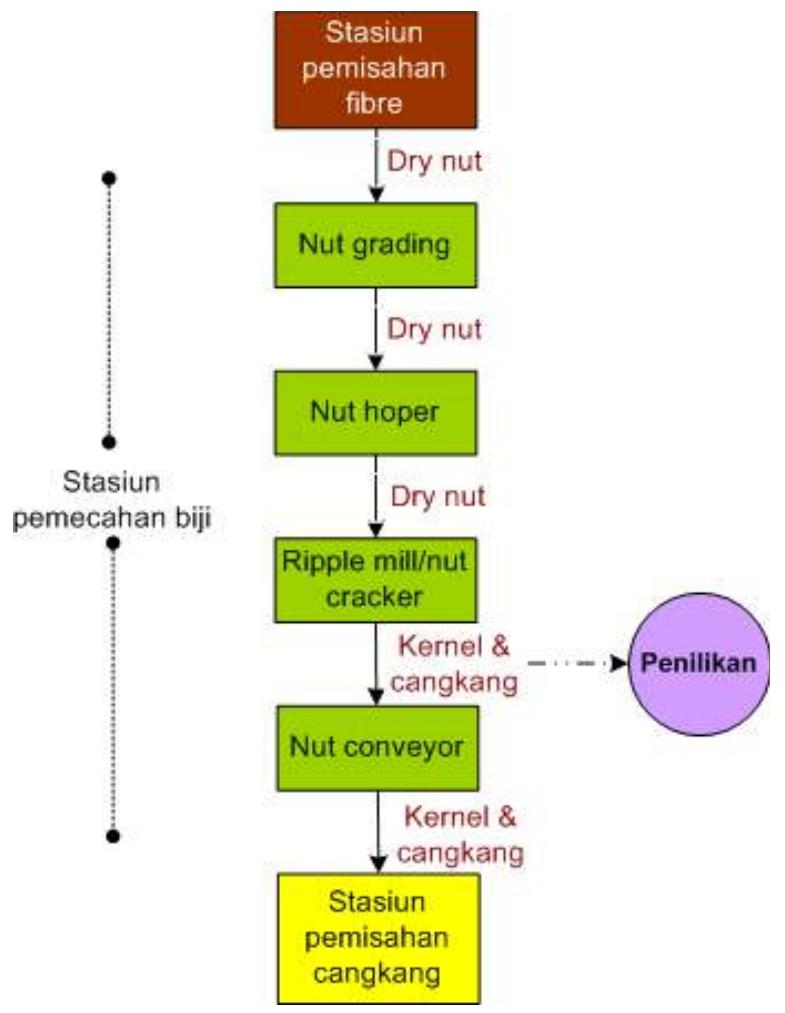 Stasiun
pemisahan
fibre
Dry nut
Nut grading
Dry nut
Nut hoper
Stasiun
pemecahan biji
Dry nut
Ripple mill/nut
cracker
Kernel &
cangkang
Penilikan
Nut conveyor
Kernel &
cangkang
Stasiun
pemisahan
cangkang